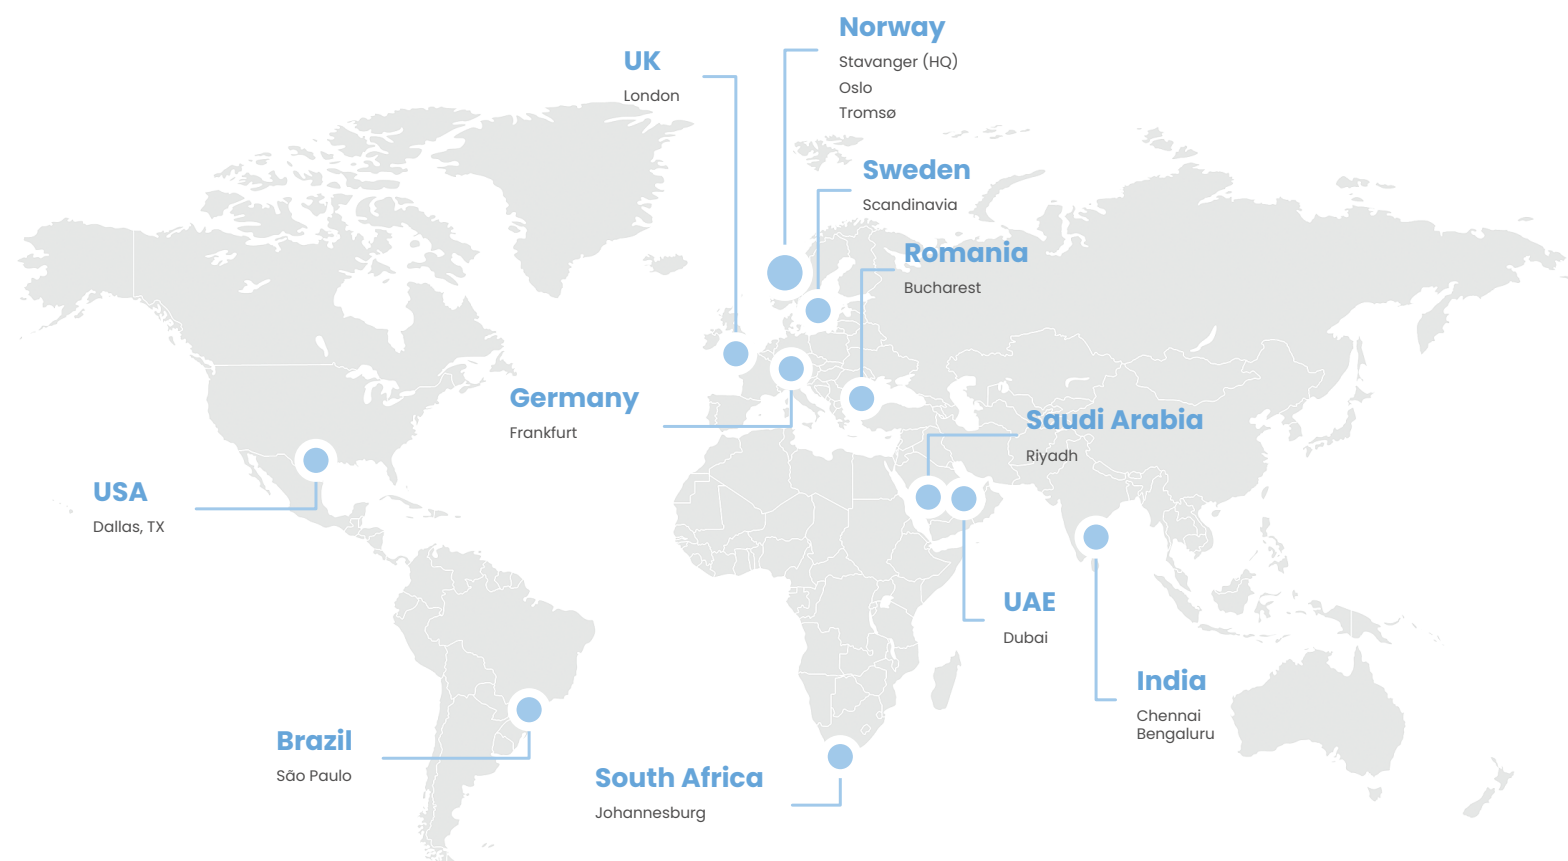 Norway
Stavanger (HQ)
Oslo
Tromsø
UK
London
Sweden
Scandinavia
Romania
Bucharest
Germany
Frankfurt
Saudi Arabia
Riyadh
USA
Dallas, TX
UAE
Dubai
India
Chennai
Bengaluru
Brazil
São Paulo
South Africa
Johannesburg